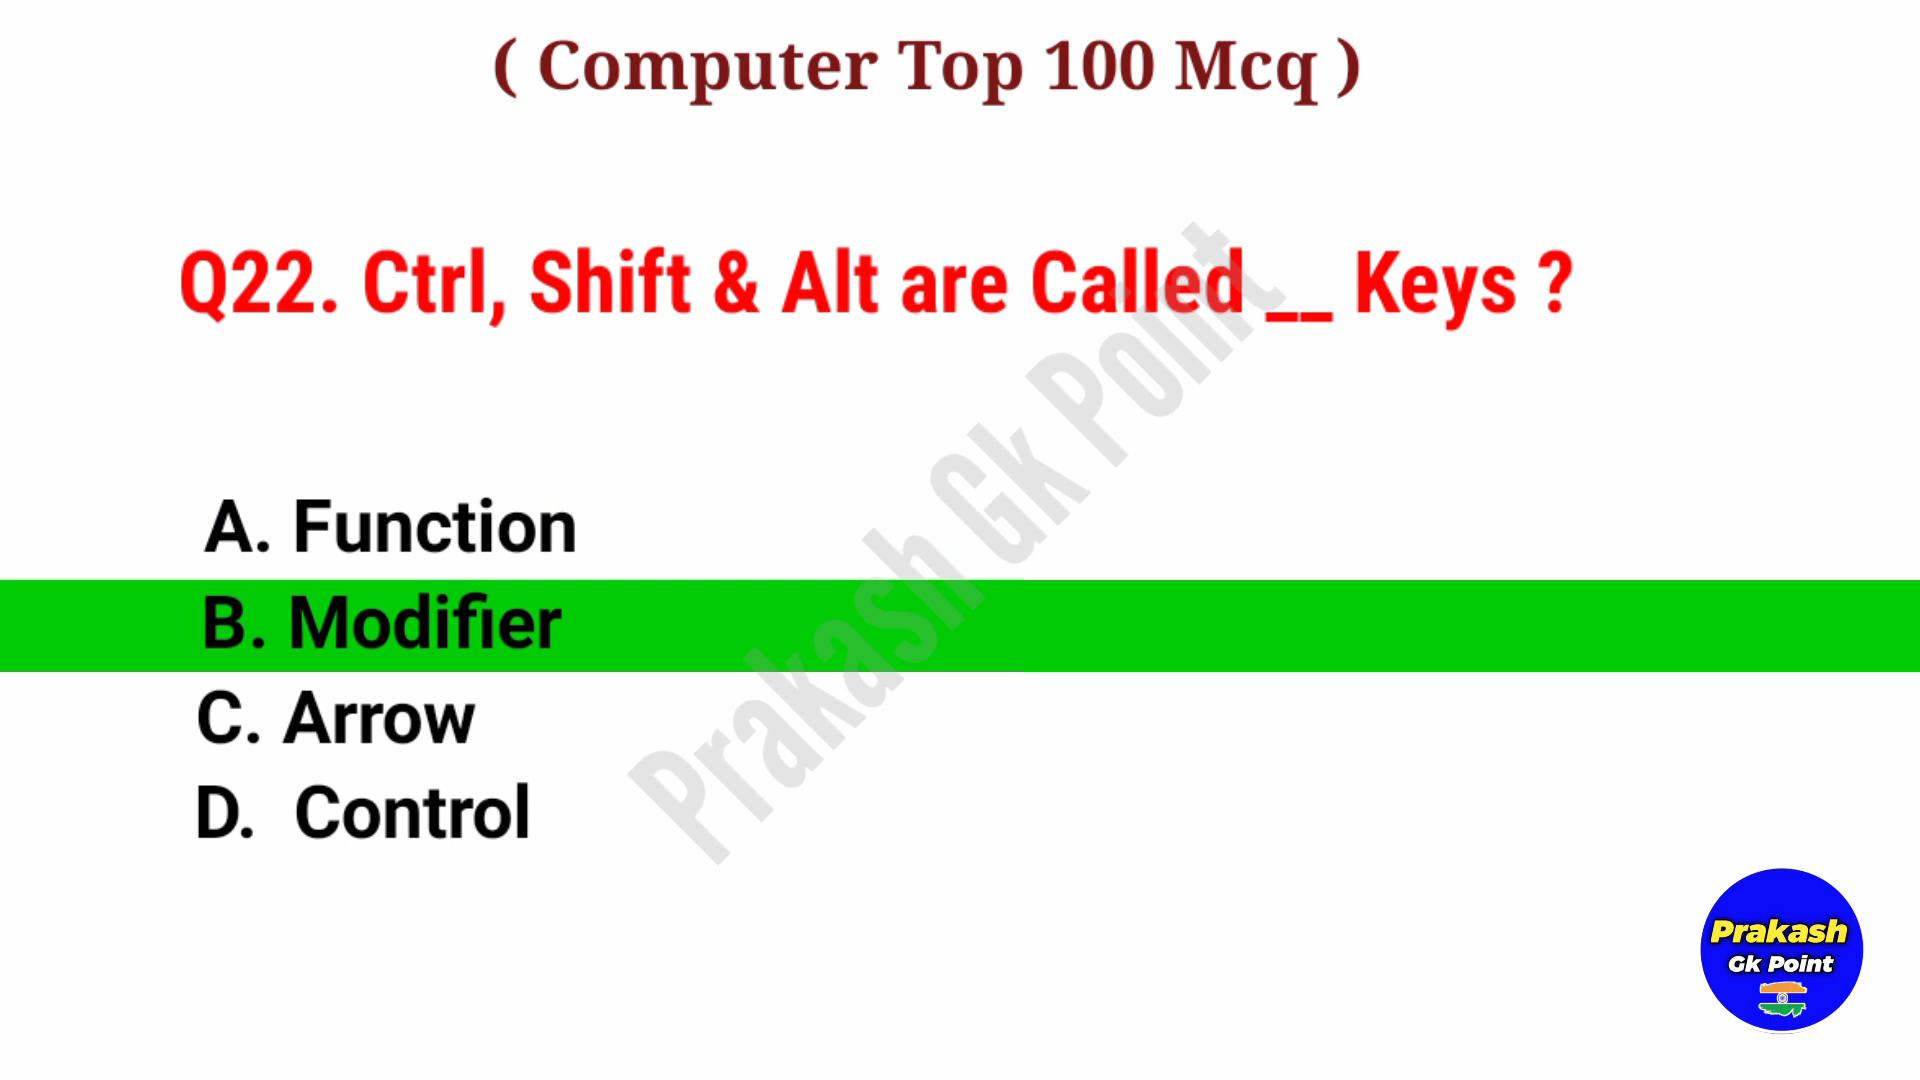 ( Computer Top 100 Mcq )
Q22. Ctrl, Shift & Alt are Called __ Keys ?
A. Function
B. Modifier
C. Arrow
D. Control
Prakash Gk Point
Prakash
Gk Point